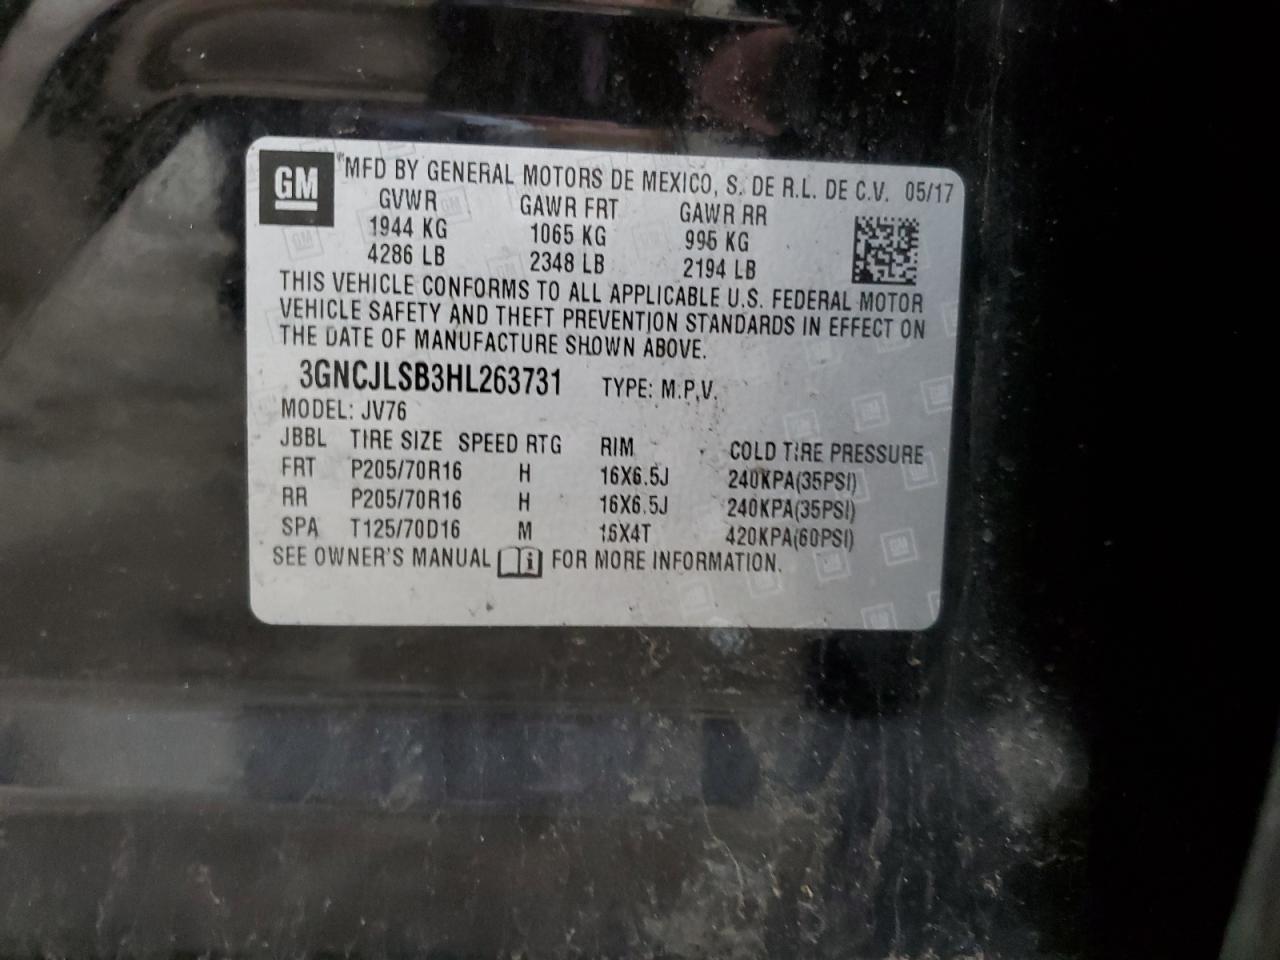 GM MFD BY GENERAL MOTORS DE MEXICO, S. DE R.L. DE C.V. 05/17
GVWR GAWR FRT GAWR RR
1944 KG 1065 KG 995 KG
4286 LB 2348 LB 2194 LB
THIS VEHICLE CONFORMS TO ALL APPLICABLE U.S. FEDERAL MOTOR
VEHICLE SAFETY AND THEFT PREVENTION STANDARDS IN EFFECT ON
THE DATE OF MANUFACTURE SHOWN ABOVE.
3GNCJLSB3HL263731 TYPE: M.P.V.
MODEL: JV76
JBBL TIRE SIZE SPEED RTG RIM COLD TIRE PRESSURE
FRT P205/70R16 H 16X6.5J 240KPA(35PSI)
RR P205/70R16 H 16X6.5J 240KPA(35PSI)
SPA T125/70D16 M 16X4T 420KPA(60PSI)
SEE OWNER'S MANUAL i FOR MORE INFORMATION.